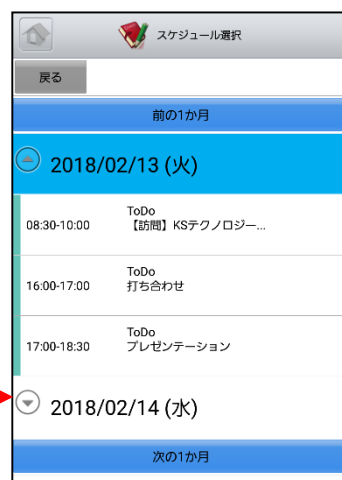 スケジュール選択
戻る
前の1か月
2018/02/13 (火)
ToDo
08:30-10:00 【訪問】KSテクノロジー...
ToDo
16:00-17:00 打ち合わせ
ToDo
17:00-18:30 プレゼンテーション
2018/02/14 (水)
次の1か月